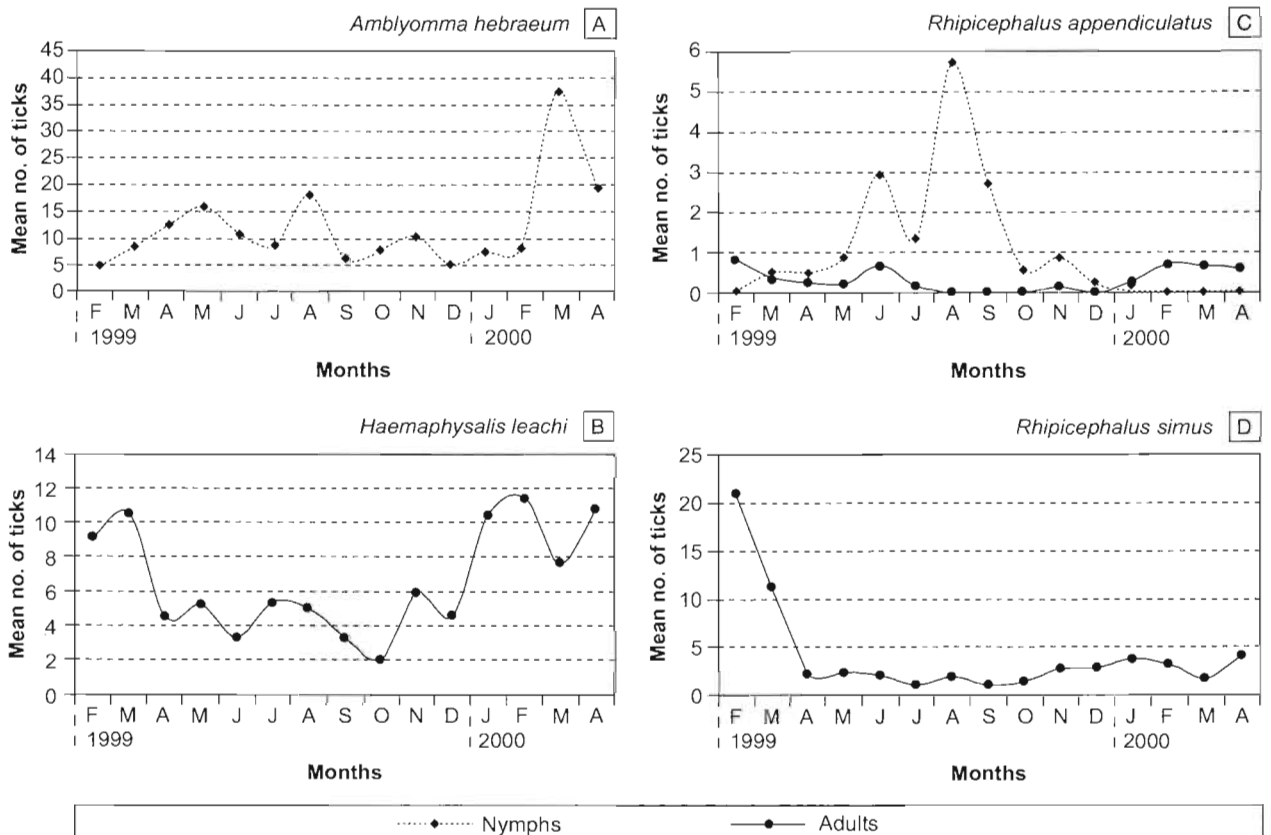 Amblyomma hebraeum A
Mean no. of ticks
45
40
35
30
25
20
15
10
5
0
F M A M J J A S O N D J F M A
1999 2000
Months
Rhipicephalus appendiculatus C
Mean no. of ticks
6
5
4
3
2
1
0
F M A M J J A S O N D J F M A
1999 2000
Months
Haemaphysalis leachi B
Mean no. of ticks
14
12
10
8
6
4
2
0
F M A M J J A S O N D J F M A
1999 2000
Months
Rhipicephalus simus D
Mean no. of ticks
25
20
15
10
5
0
F M A M J J A S O N D J F M A
1999 2000
Months
Nymphs Adults